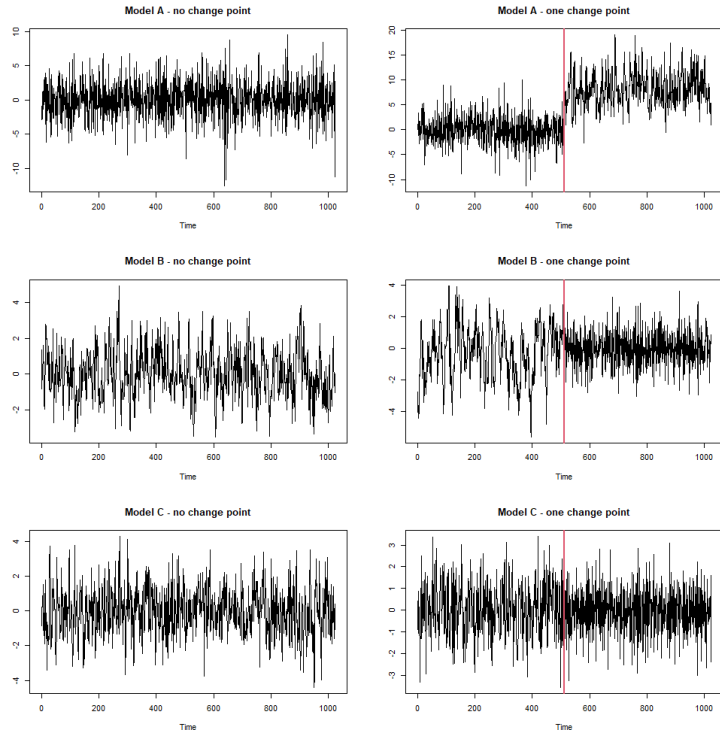 Model A - no change point
10
5
0
-5
-10
0 200 400 600 800 1000
Time
Model A - one change point
20
15
10
5
0
-5
-10
0 200 400 600 800 1000
Time
Model B - no change point
4
2
0
-2
0 200 400 600 800 1000
Time
Model B - one change point
4
2
0
-2
-4
0 200 400 600 800 1000
Time
Model C - no change point
4
2
0
-2
-4
0 200 400 600 800 1000
Time
Model C - one change point
3
2
1
0
-1
-2
-3
0 200 400 600 800 1000
Time